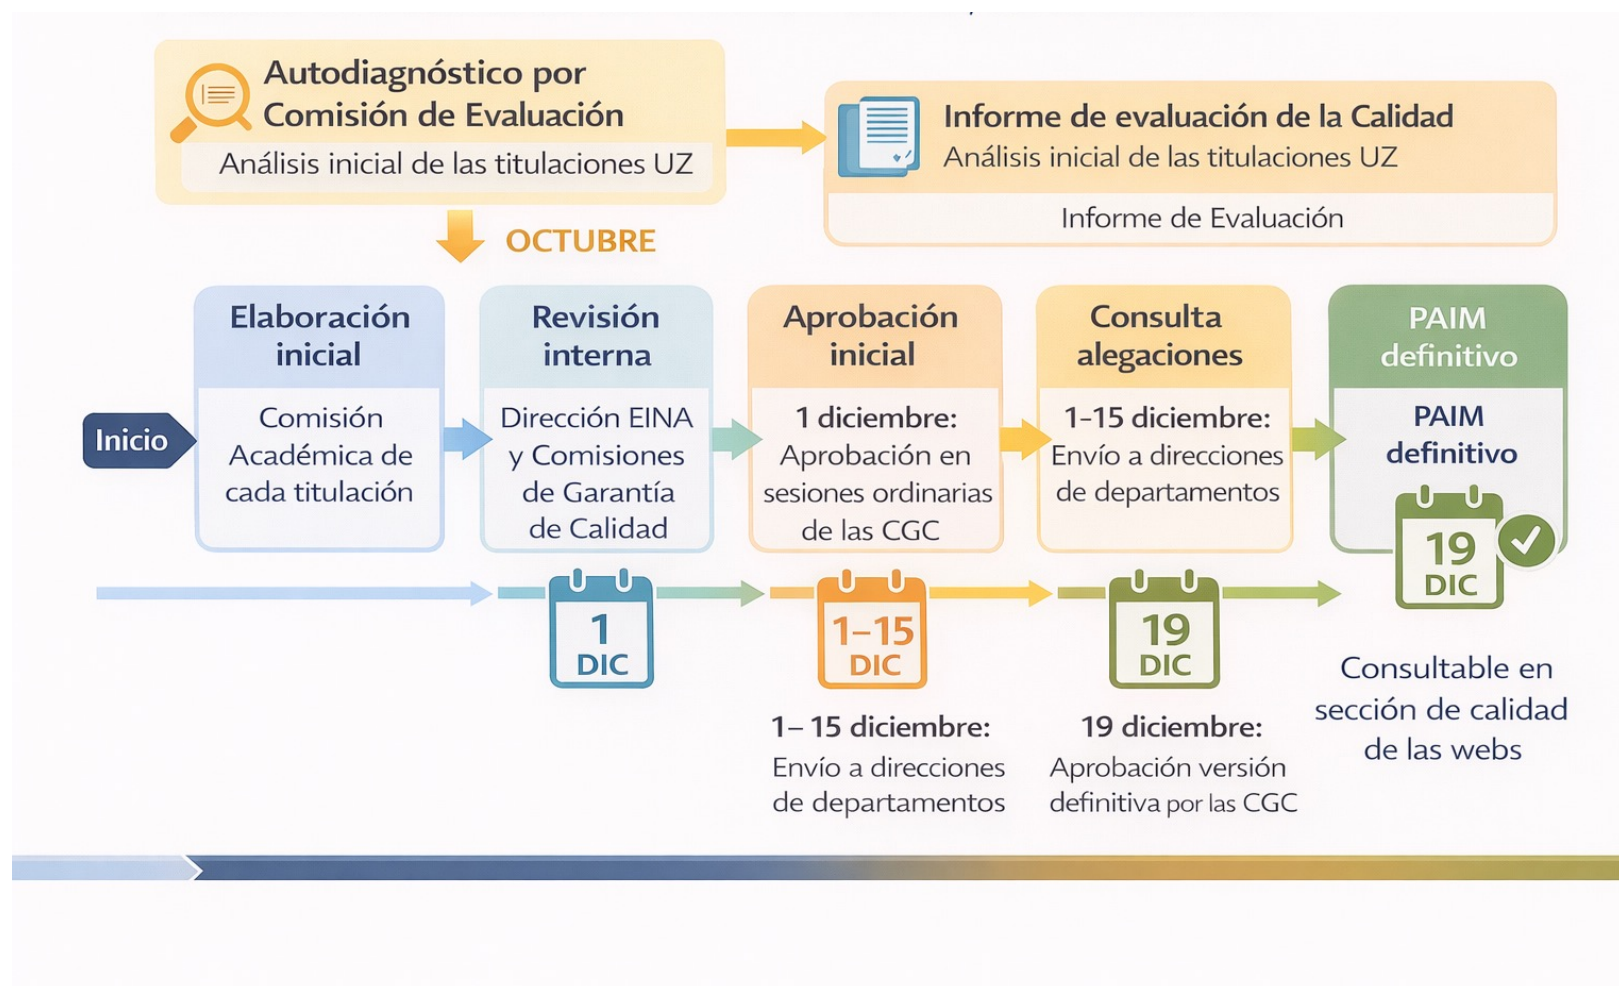 Autodiagnóstico por
Comisión de Evaluación
Análisis inicial de las titulaciones UZ
Informe de evaluación de la Calidad
Análisis inicial de las titulaciones UZ
Informe de Evaluación
OCTUBRE
Inicio
Elaboración
inicial
Comisión
Académica de
cada titulación
Revisión
interna
Dirección EINA
y Comisiones
de Garantía
de Calidad
Aprobación
inicial
1 diciembre:
Aprobación en
sesiones ordinarias
de las CGC
Consulta
alegaciones
1-15 diciembre:
Envío a direcciones
de departamentos
PAIM
definitivo
PAIM
definitivo
19
DIC
1
DIC
1-15
DIC
19
DIC
1– 15 diciembre:
Envío a direcciones
de departamentos
19 diciembre:
Aprobación versión
definitiva por las CGC
Consultable en
sección de calidad
de las webs